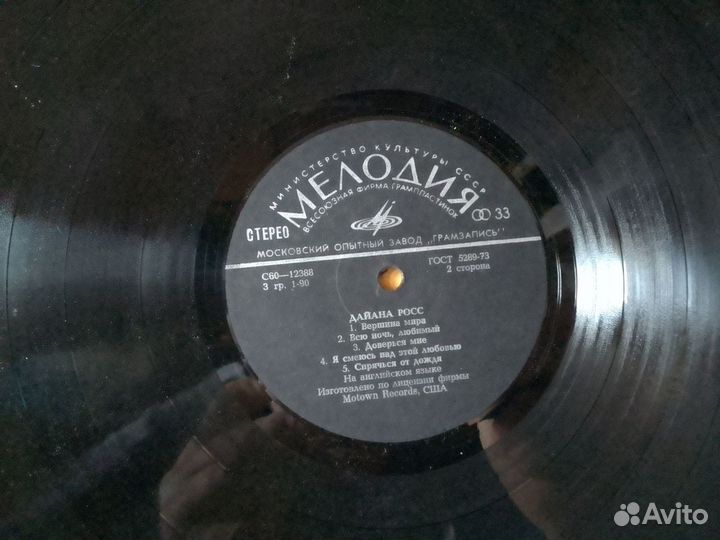 МИНИСТЕРСТВО КУЛЬТУРЫ СССР
МЕЛОДИЯ
ВСЕСОЮЗНАЯ ФИРМА ГРАМПЛАСТИНОК
СТЕРЕО
33
МОСКОВСКИЙ ОПЫТНЫЙ ЗАВОД „ГРАМЗАПИСЬ"
С60—12388
3 гр. 1-90
ГОСТ 5289-73
2 сторона
ДАЙАНА РОСС
1. Вершина мира
2. Всю ночь, любимый
3. Доверься мне
4. Я смеюсь над этой любовью
5. Спрячься от дождя
На английском языке
Изготовлено по лицензии фирмы
Motown Records, США
Avito